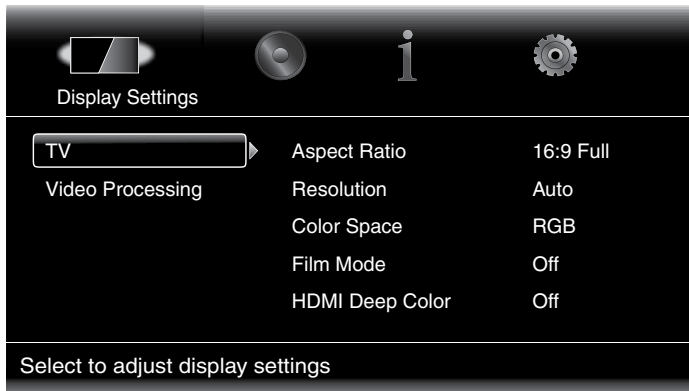 Display Settings
TV
Video Processing
Aspect Ratio 16:9 Full
Resolution Auto
Color Space RGB
Film Mode Off
HDMI Deep Color Off
Select to adjust display settings